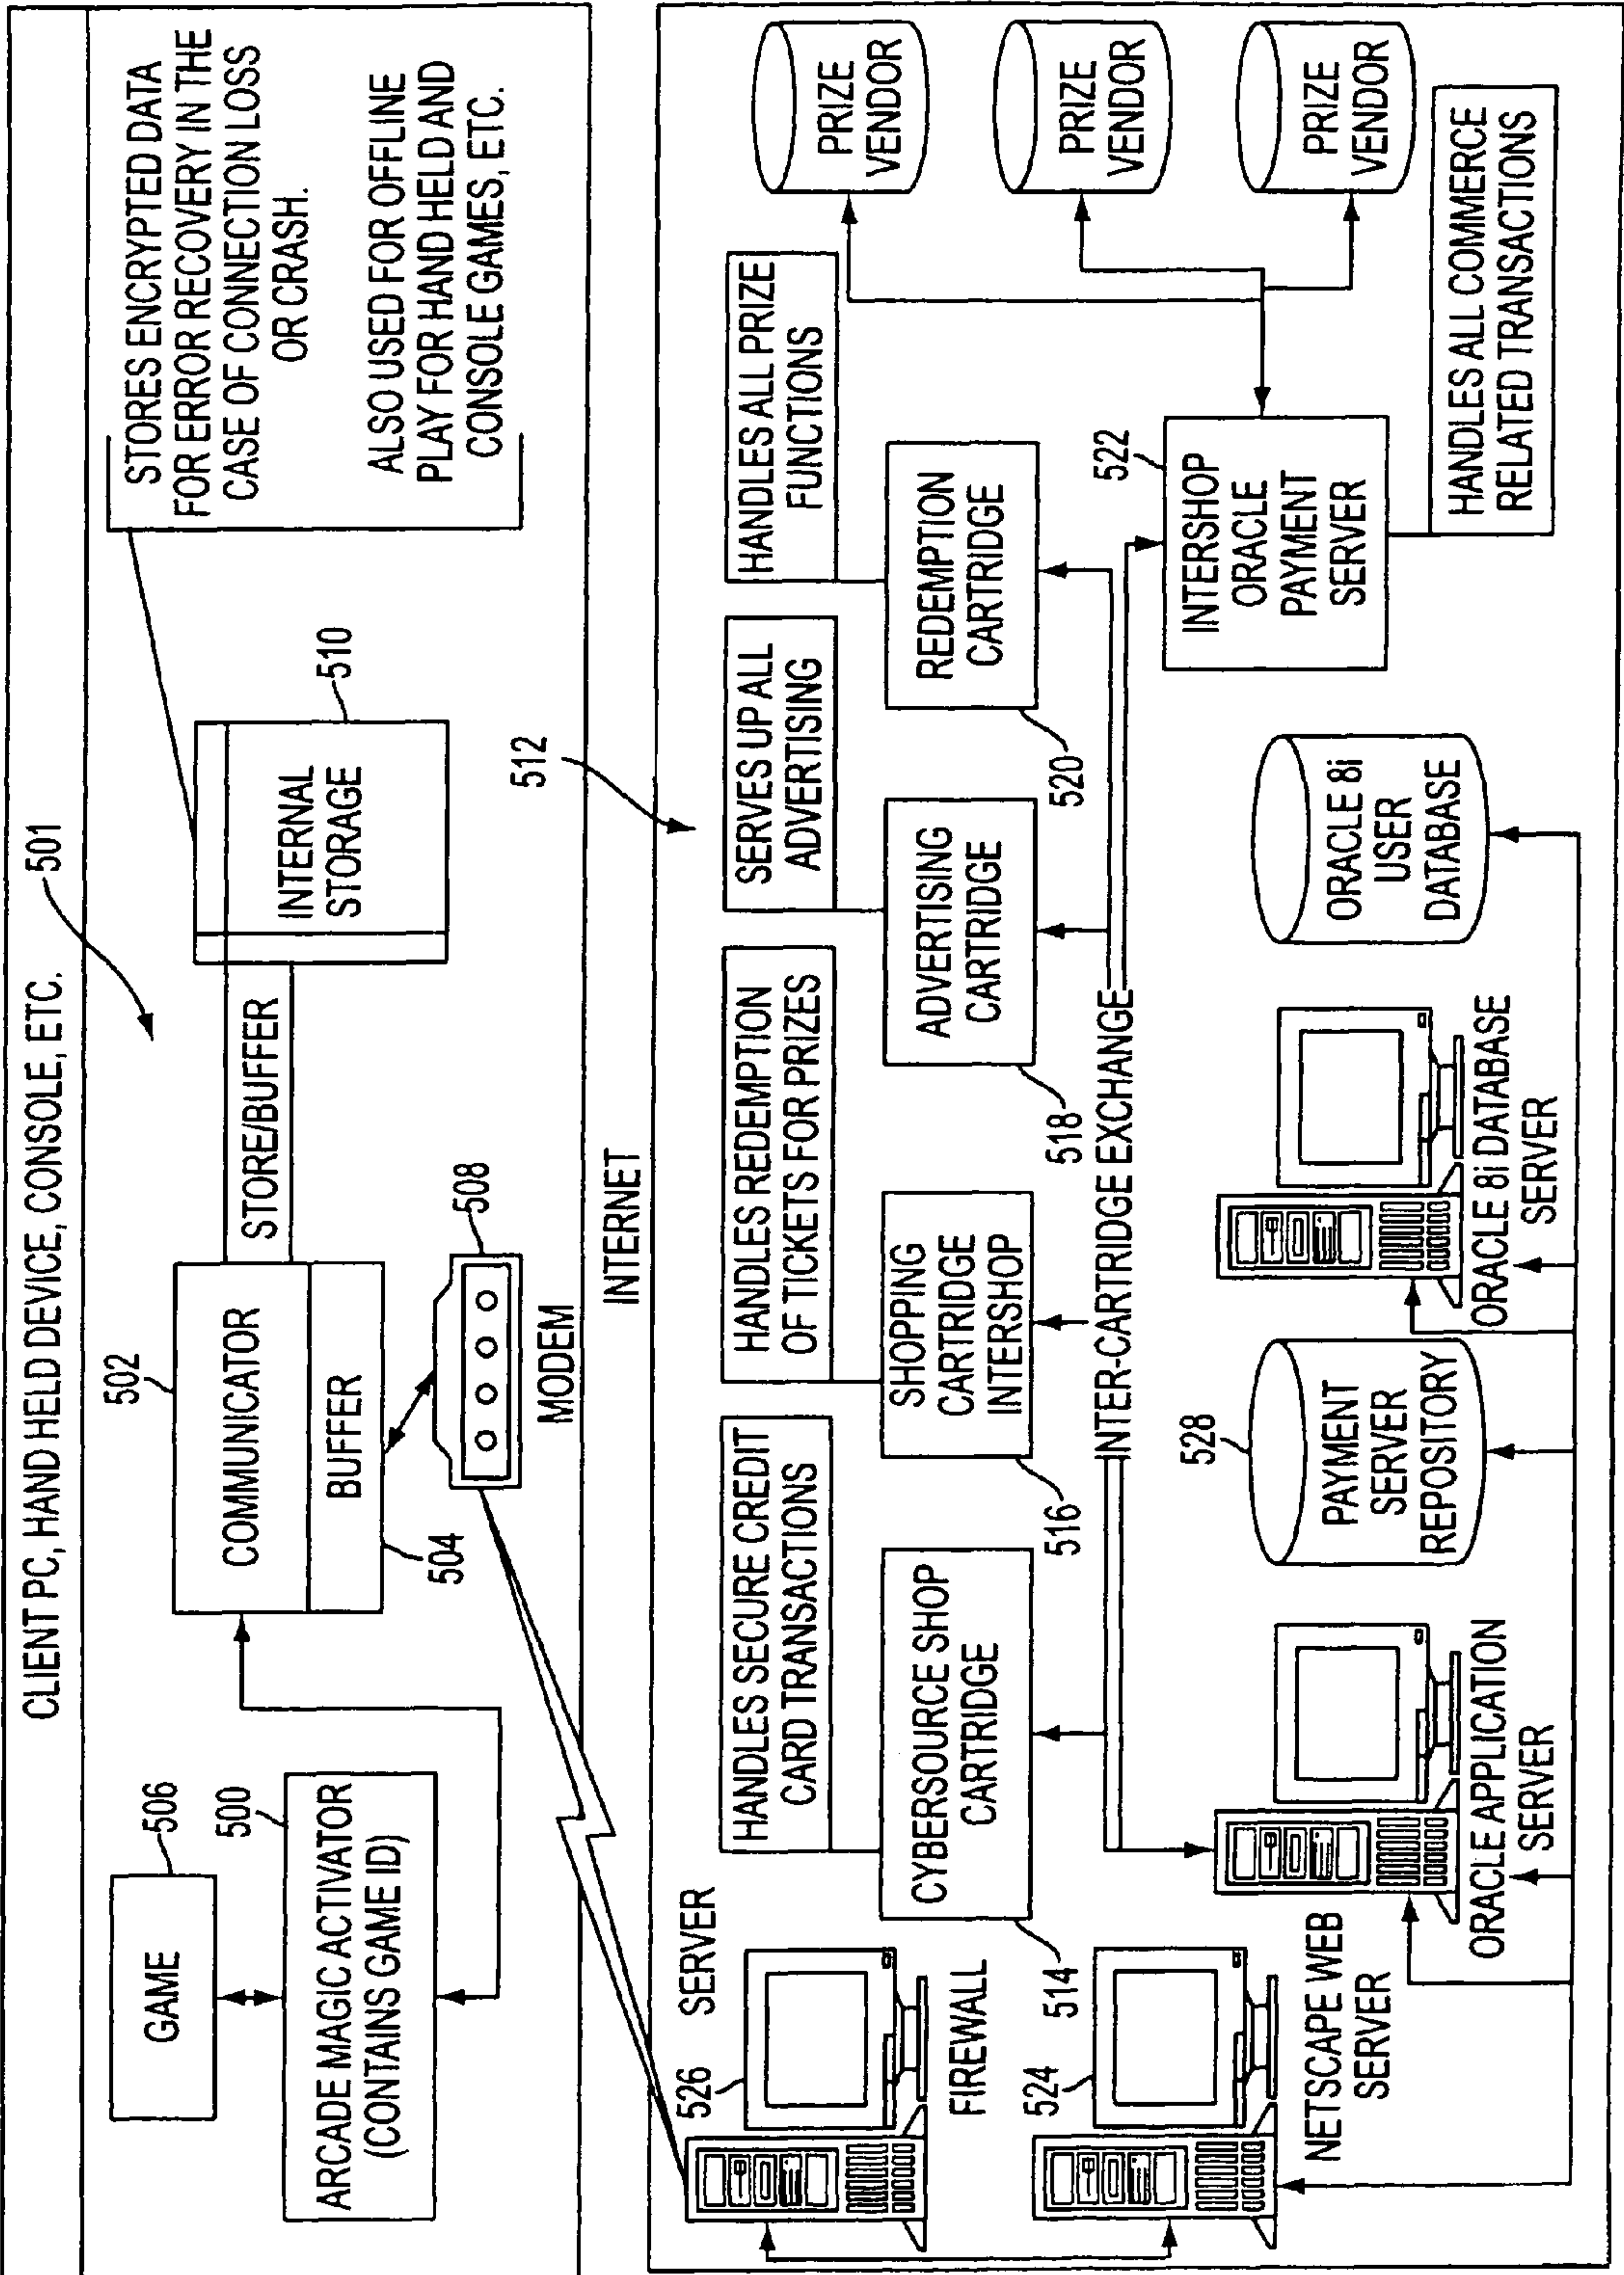 CLIENT PC, HAND HELD DEVICE, CONSOLE, ETC.
501
GAME
506
ARCADE MAGIC ACTIVATOR
(CONTAINS GAME ID)
500
502
COMMUNICATOR
BUFFER
504
STORE/BUFFER
508
MODEM
INTERNAL
STORAGE
510
STORES ENCRYPTED DATA
FOR ERROR RECOVERY IN THE
CASE OF CONNECTION LOSS
OR CRASH.
ALSO USED FOR OFFLINE
PLAY FOR HAND HELD AND
CONSOLE GAMES, ETC.
INTERNET
512
526
SERVER
FIREWALL
HANDLES SECURE CREDIT
CARD TRANSACTIONS
HANDLES REDEMPTION
OF TICKETS FOR PRIZES
SERVES UP ALL
ADVERTISING
HANDLES ALL PRIZE
FUNCTIONS
CYBERSOURCE SHOP
CARTRIDGE
514
SHOPPING
CARTRIDGE
INTERSHOP
516
ADVERTISING
CARTRIDGE
518
REDEMPTION
CARTRIDGE
520
PRIZE
VENDOR
PRIZE
VENDOR
PRIZE
VENDOR
INTER-CARTRIDGE EXCHANGE
522
INTERSHOP
ORACLE
PAYMENT
SERVER
HANDLES ALL COMMERCE
RELATED TRANSACTIONS
524
NETSCAPE WEB
SERVER
ORACLE APPLICATION
SERVER
528
PAYMENT
SERVER
REPOSITORY
ORACLE 8i DATABASE
SERVER
ORACLE 8i
USER
DATABASE